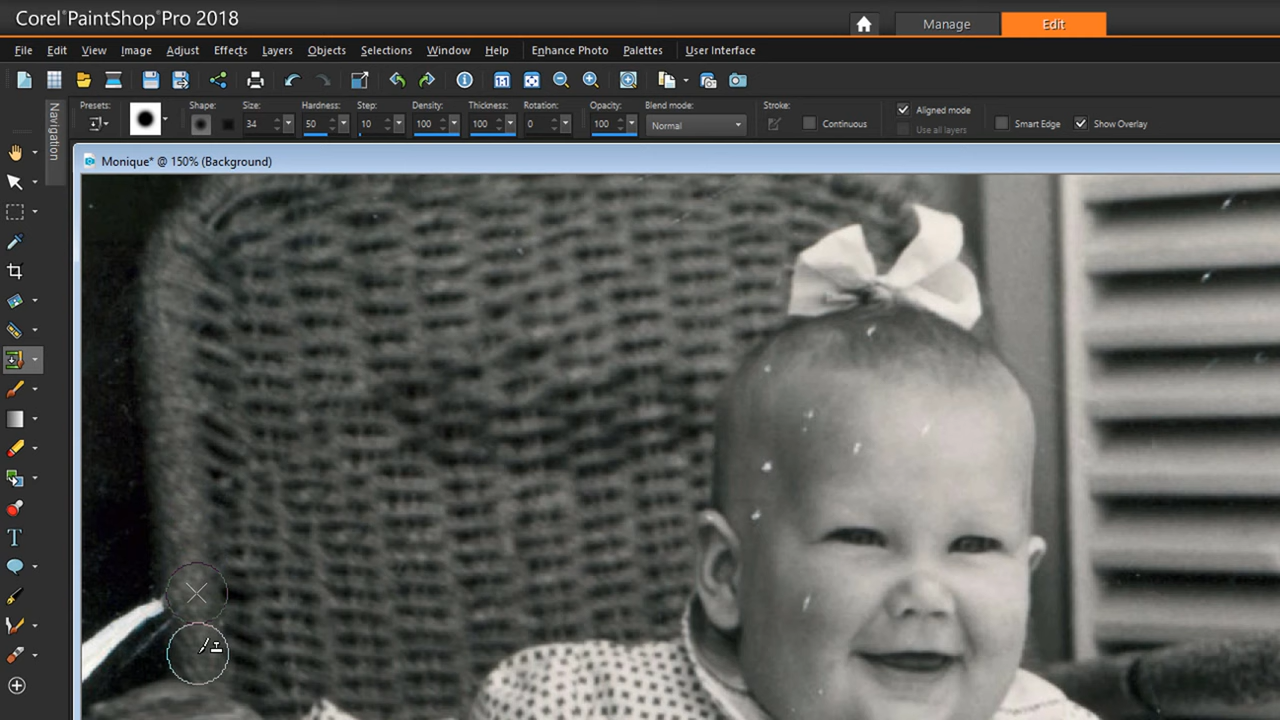 Corel®PaintShop®Pro 2018
Manage Edit
File Edit View Image Adjust Effects Layers Objects Selections Window Help Enhance Photo Palettes User Interface
1:1
Presets: Shape: Size: Hardness: Step: Density: Thickness: Rotation: Opacity: Blend mode: Stroke: Aligned mode
34 50 10 100 100 0 100 Normal Continuous Use all layers Smart Edge Show Overlay
Navigation
Monique* @ 150% (Background)